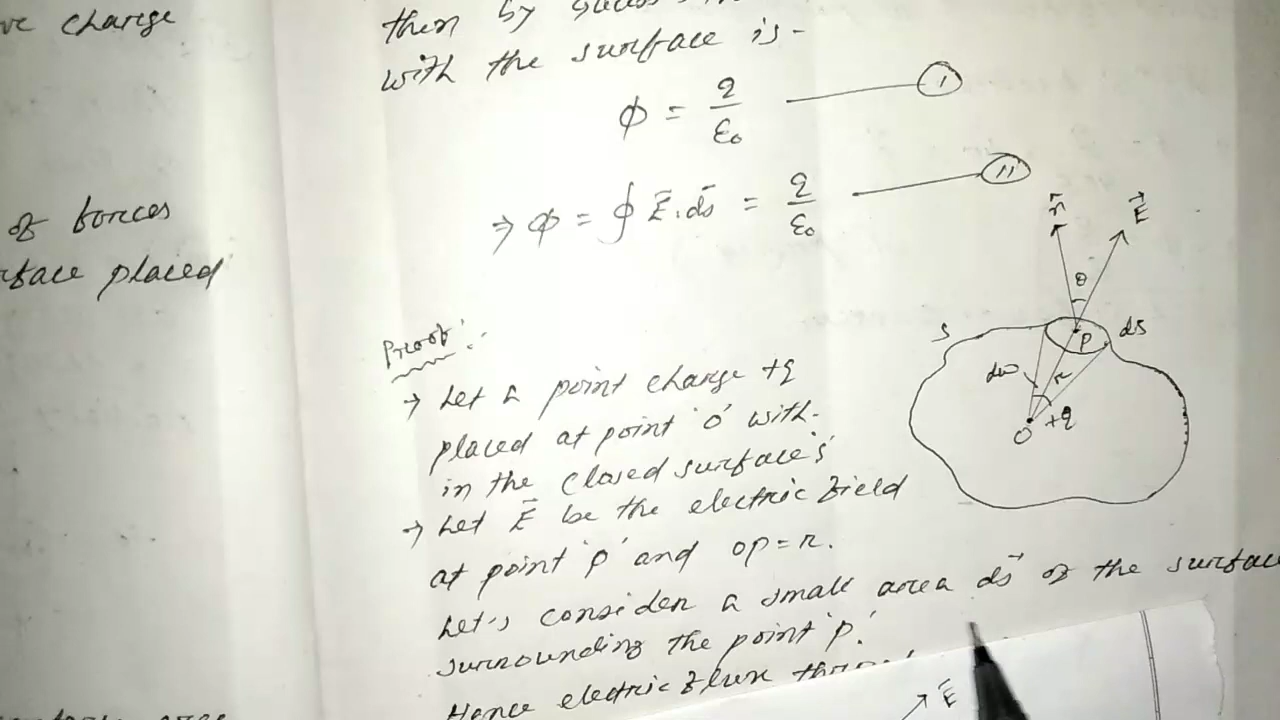 ve charge
of forces
rface placed
then by
with the surface is -
ϕ = q/ε₀ ——— (I)
⇒ ϕ = ∮ E⃗. ds⃗ = q/ε₀ ——— (II)
n⃗
E⃗
θ
S
P
ds
dω
r
O
+q
Proof :-
→ Let a point charge +q
placed at point 'o' with-
in the closed surface 's'
→ Let E⃗ be the electric field
at point 'p' and op = r.
Let's consider a small area ds⃗ of the surface
surrounding the point 'p'.
Hence electric flux
E⃗